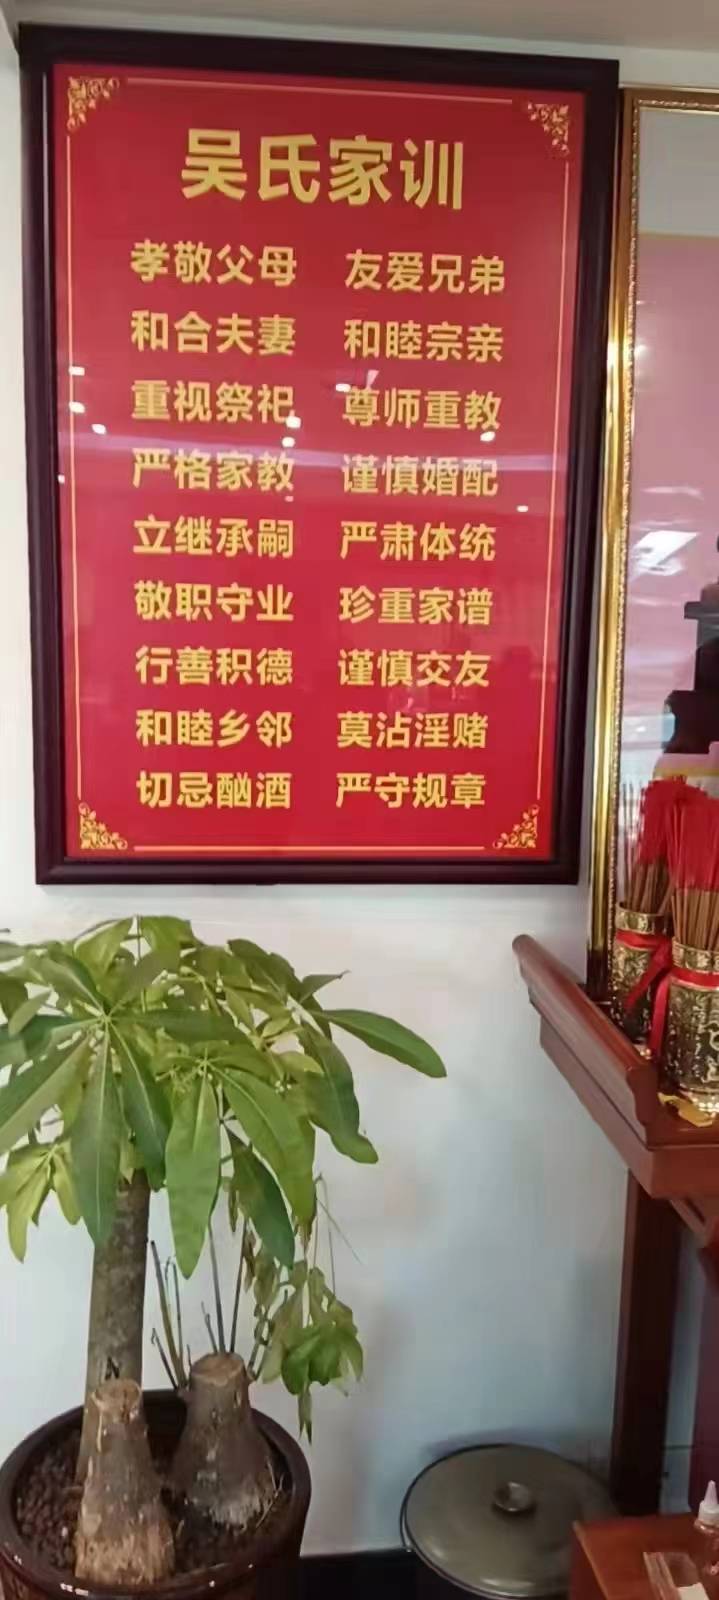 吴氏家训
孝敬父母 友爱兄弟
和合夫妻 和睦宗亲
重视祭祀 尊师重教
严格家教 谨慎婚配
立继承嗣 严肃体统
敬职守业 珍重家谱
行善积德 谨慎交友
和睦乡邻 莫沾淫赌
切忌酗酒 严守规章